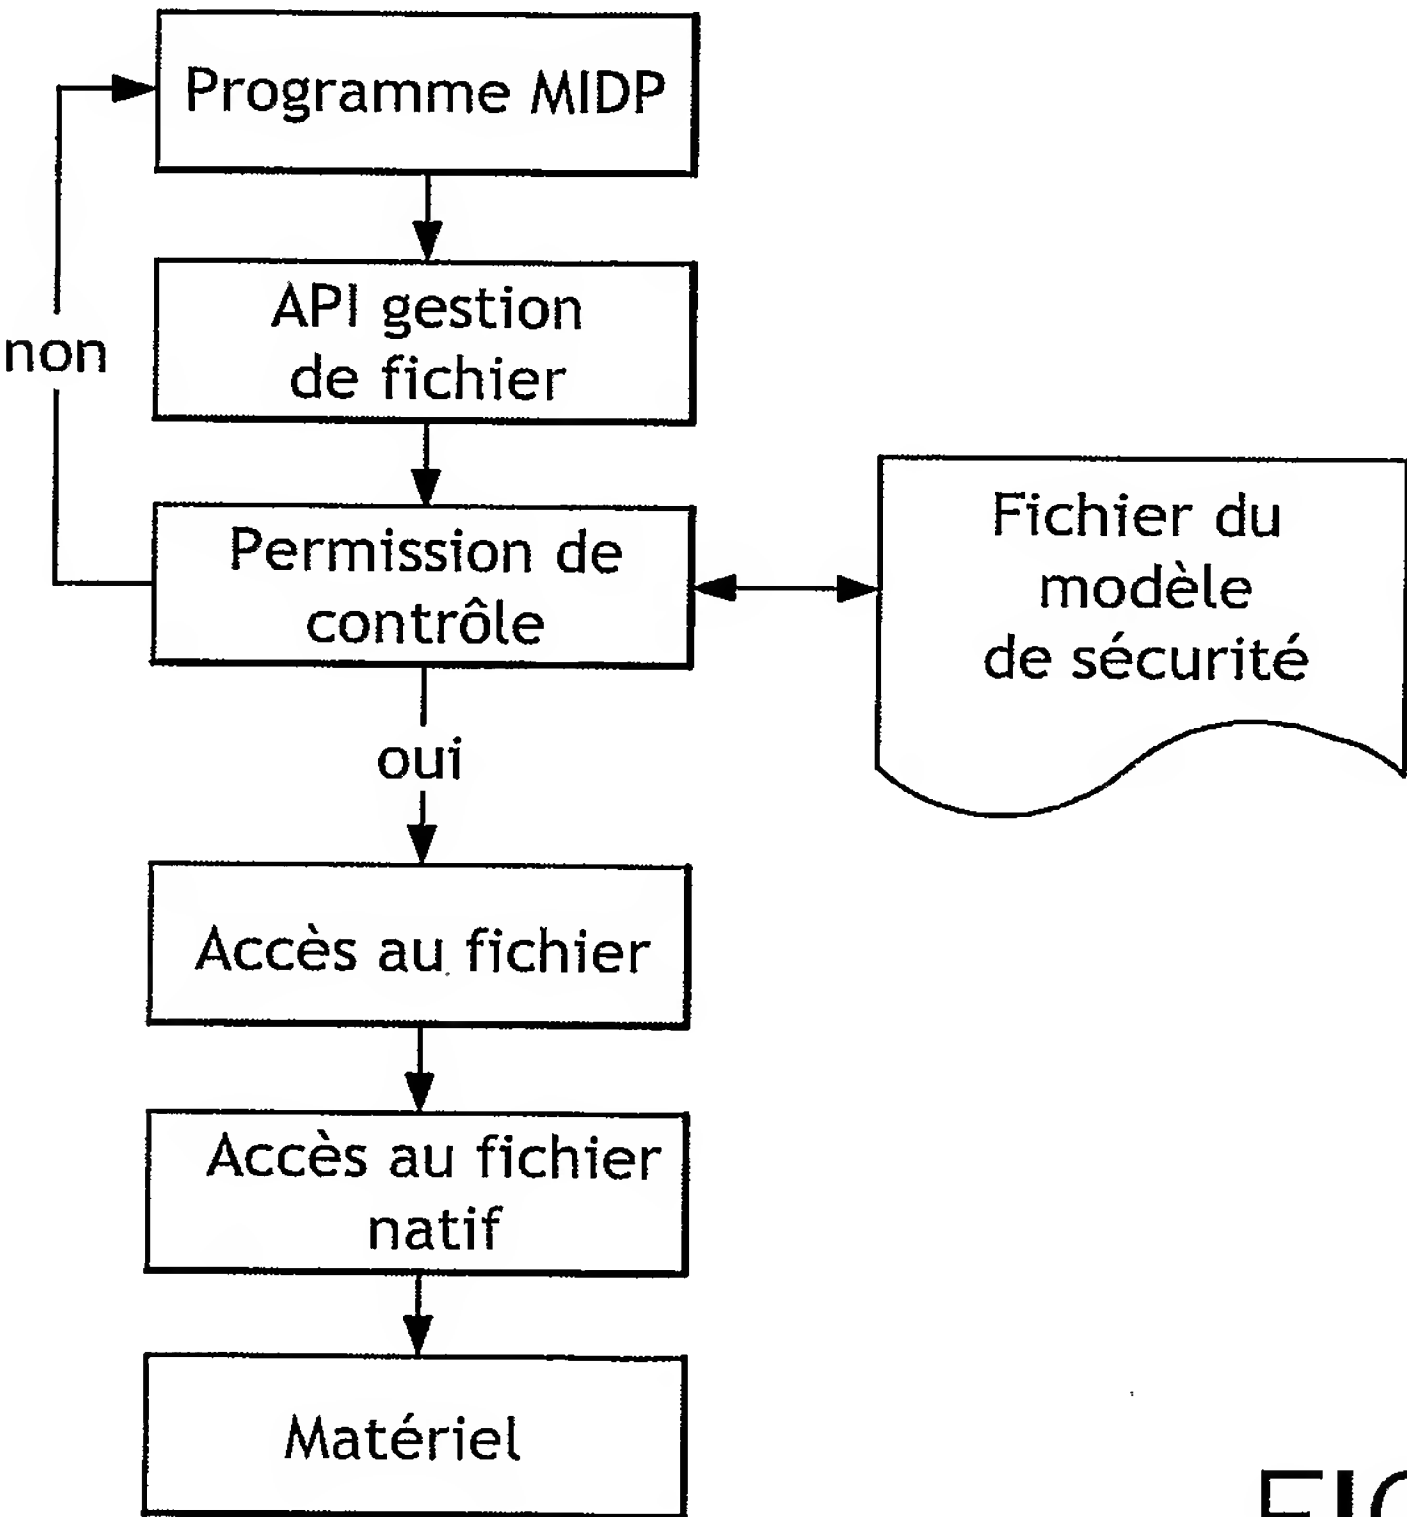 Programme MIDP
API gestion
de fichier
non
Permission de
contrôle
Fichier du
modèle
de sécurité
oui
Accès au fichier
Accès au fichier
natif
Matériel